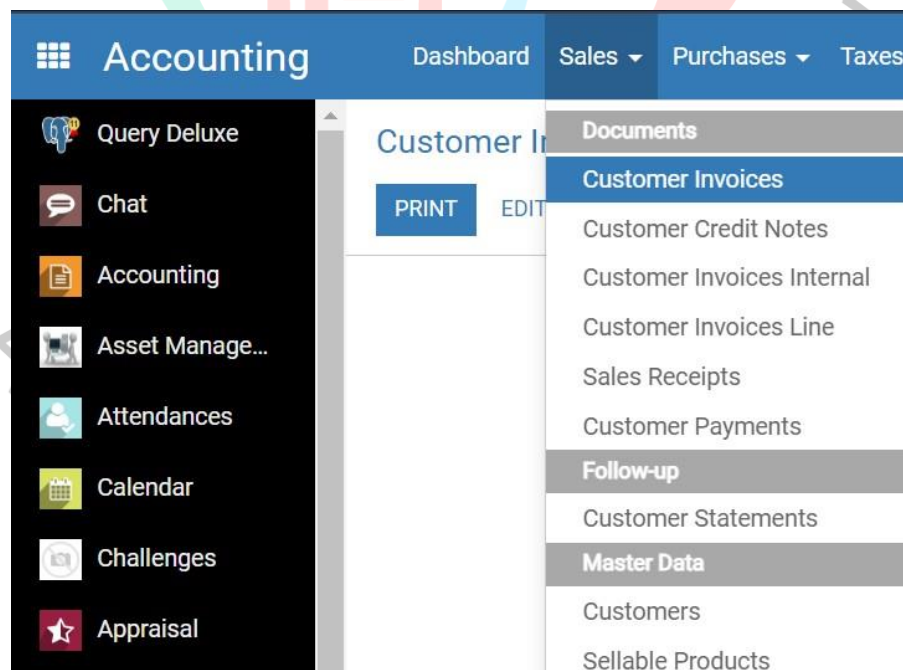 Accounting
Dashboard
Sales
Purchases
Taxes
Query Deluxe
Chat
Accounting
Asset Manage...
Attendances
Calendar
Challenges
Appraisal
Customer
PRINT
EDIT
Documents
Customer Invoices
Customer Credit Notes
Customer Invoices Internal
Customer Invoices Line
Sales Receipts
Customer Payments
Follow-up
Customer Statements
Master Data
Customers
Sellable Products